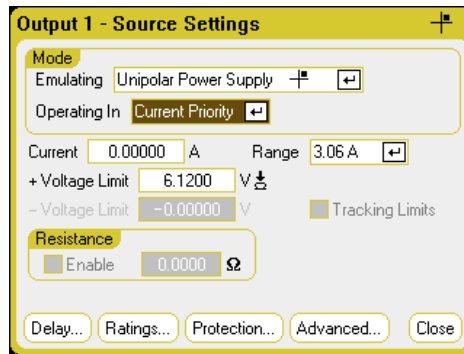 Output 1 - Source Settings
Mode
Emulating Unipolar Power Supply
Operating In Current Priority
Current 0.00000 A Range 3.06 A
+ Voltage Limit 6.1200 V
- Voltage Limit -0.00000 V Tracking Limits
Resistance
Enable 0.0000 Ω
Delay... Ratings... Protection... Advanced... Close